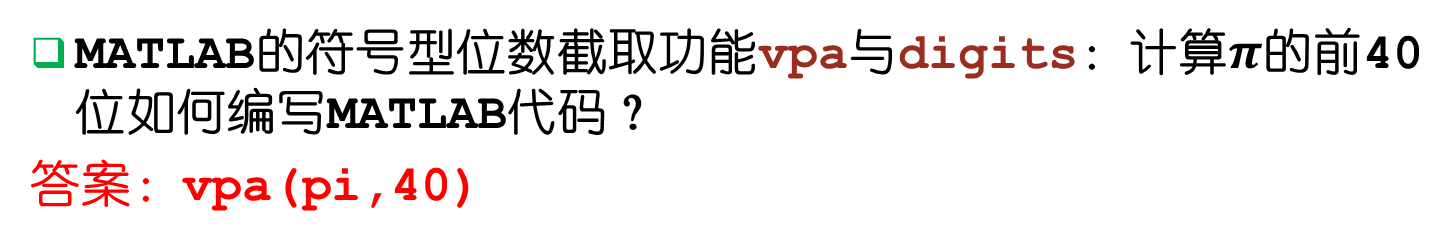 MATLAB的符号型位数截取功能vpa与digits：计算π的前40
位如何编写MATLAB代码？
答案：vpa(pi,40)